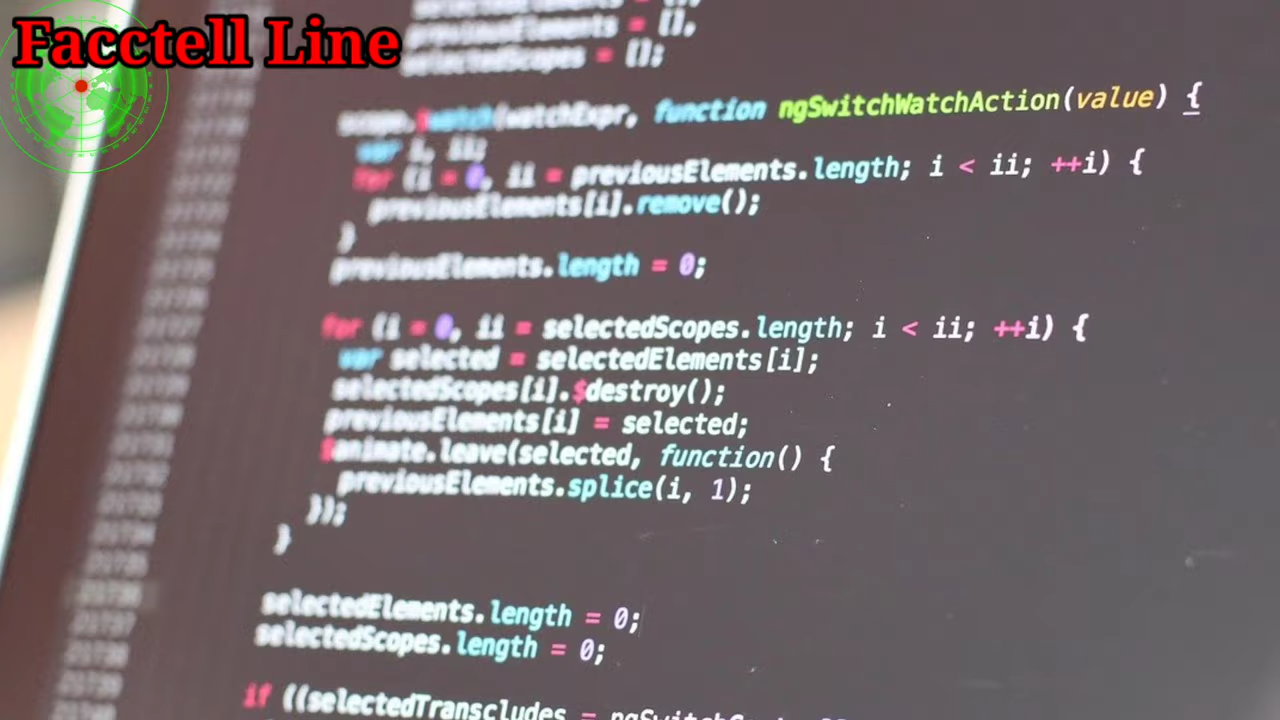 Facctell Line
selectedElements = [],
previousElements = [],
selectedScopes = [];
scope.$watch(watchExpr, function ngSwitchWatchAction(value) {
var i, ii;
for (i = 0, ii = previousElements.length; i < ii; ++i) {
previousElements[i].remove();
}
previousElements.length = 0;
for (i = 0, ii = selectedScopes.length; i < ii; ++i) {
var selected = selectedElements[i];
selectedScopes[i].$destroy();
previousElements[i] = selected;
$animate.leave(selected, function() {
previousElements.splice(i, 1);
});
}
selectedElements.length = 0;
selectedScopes.length = 0;
if ((selectedTranscludes =